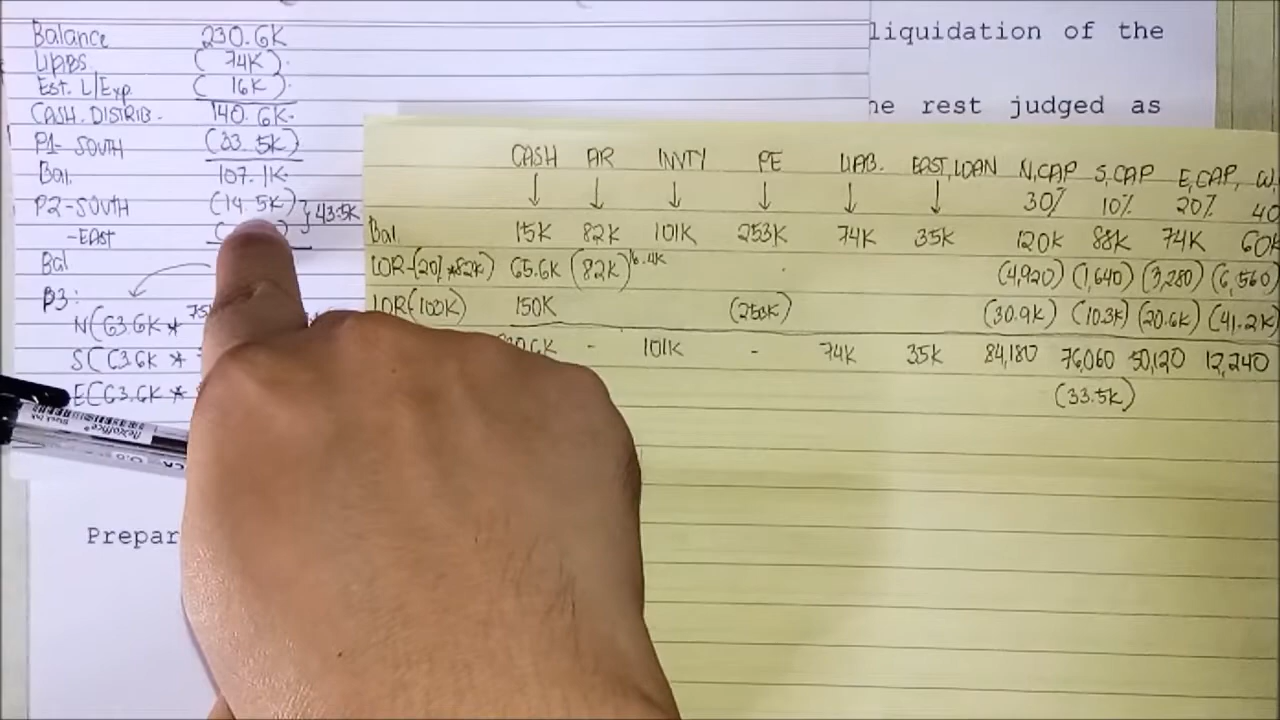 Balance 230.6K
Liabs. (74K)
Est. L/Exp (16K)
CASH. DISTRIB. 140.6K
P1- SOUTH (33.5K)
Bal. 107.1K
P2-SOUTH (14.5K) } 43.5K
-EAST
Bal
P3:
N(63.6K *
S(63.6K *
E(63.6K *
Prepar
liquidation of the
he rest judged as
CASH AR INVTY PE LIAB. EAST, LOAN N,CAP S,CAP E,CAP, W
30% 10% 20% 40
Bal. 15K 82K 101K 253K 74K 35K 120K 88K 74K 60K
LOR-(20%*82K) 65.6K (82K) 16.4K (4,920) (1,640) (3,280) (6,560)
LOR(103K) 150K (253K) (30.9K) (10.3K) (20.6K) (41.2K)
30.6K - 101K - 74K 35K 84,180 76,060 50,120 12,240
(33.5K)